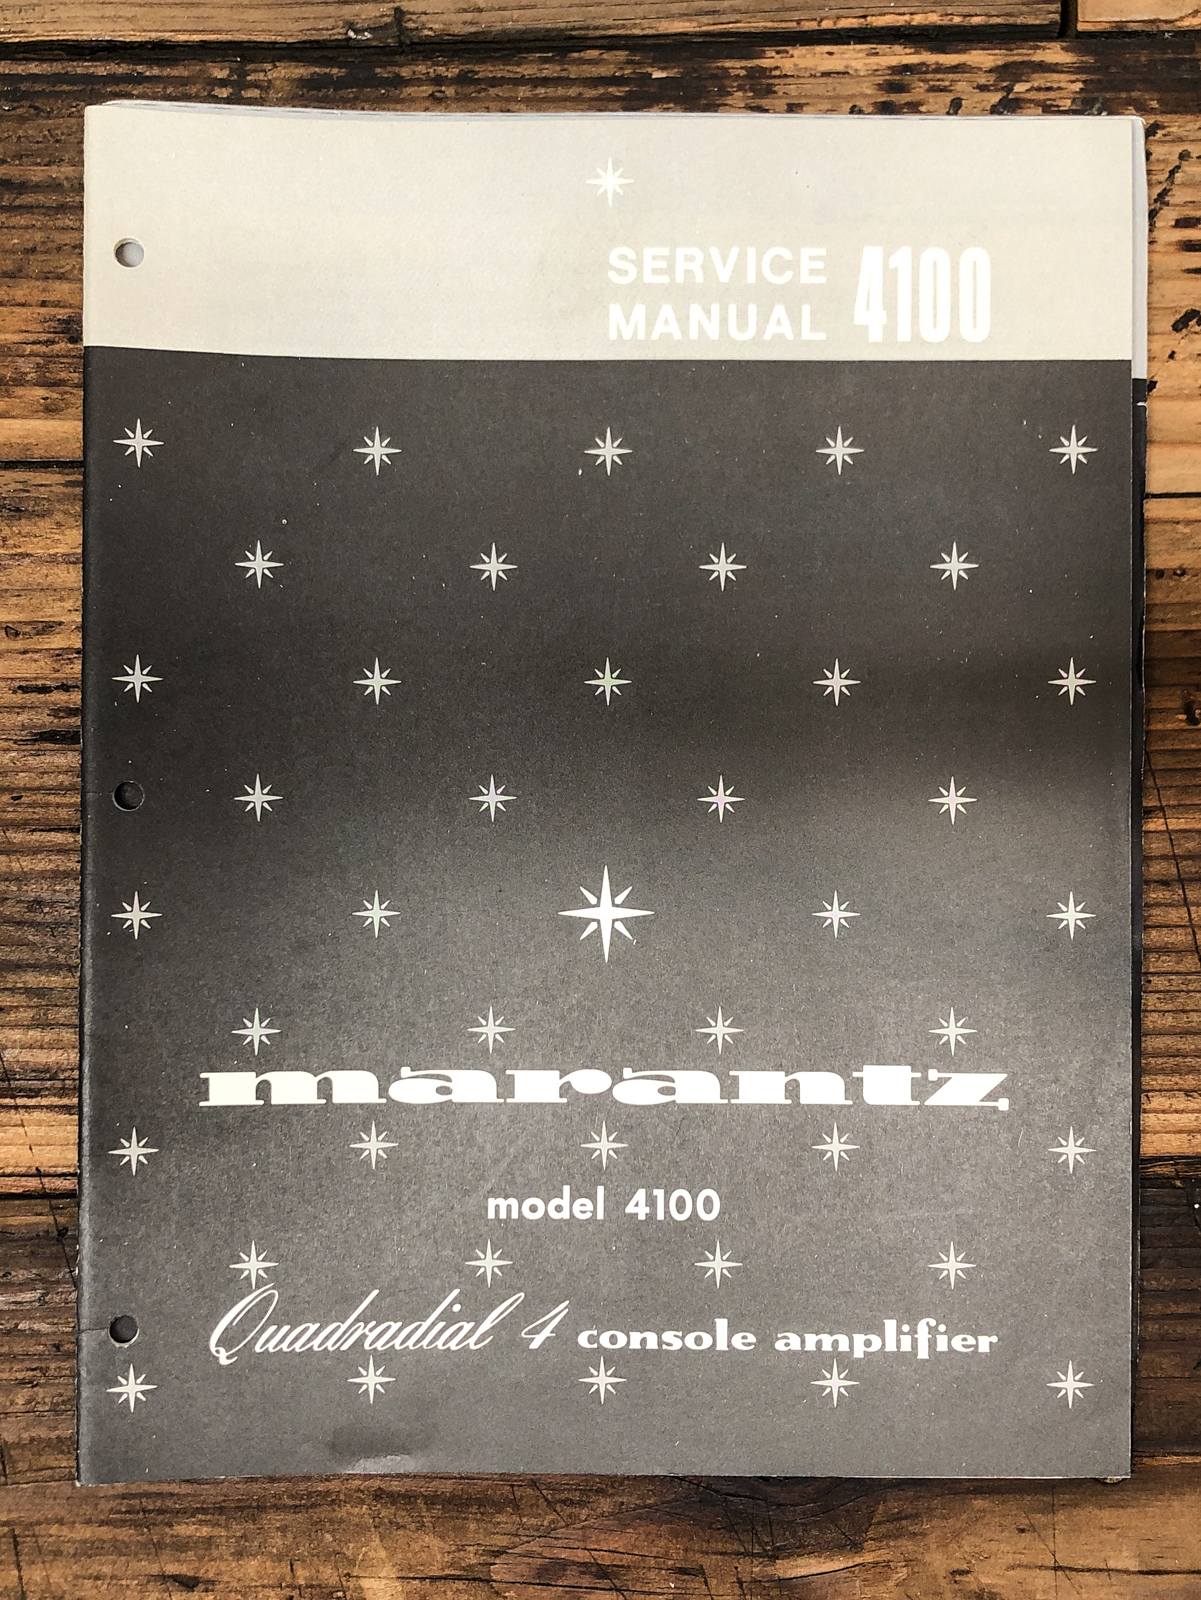 SERVICE
MANUAL 4100
marantz
model 4100
Quadradial 4 console amplifier